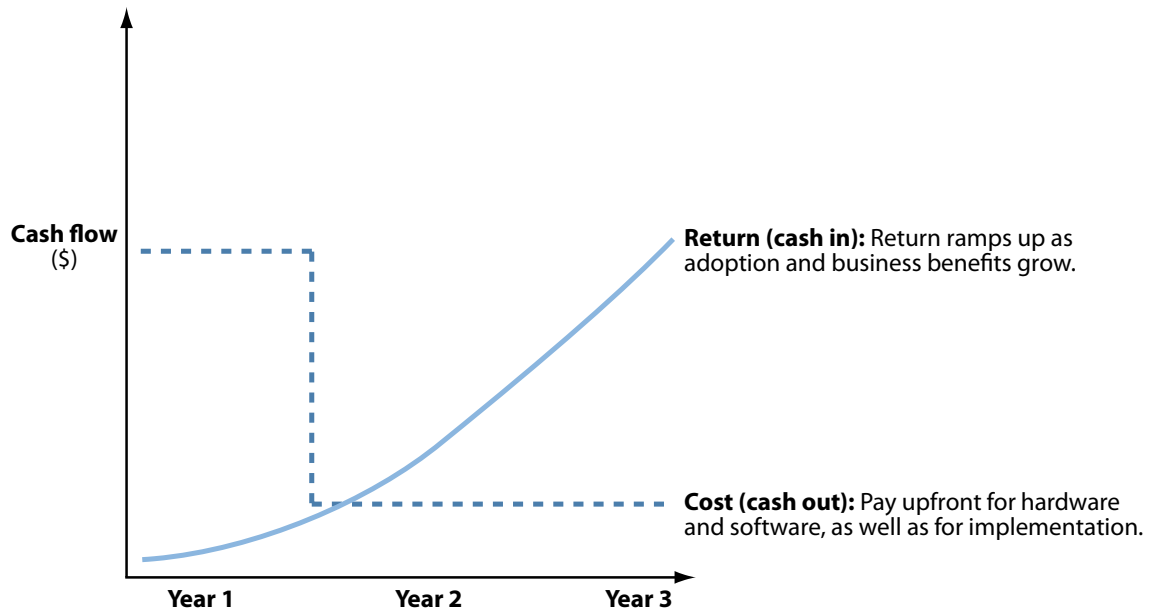 Cash flow
($)
Return (cash in): Return ramps up as
adoption and business benefits grow.
Cost (cash out): Pay upfront for hardware
and software, as well as for implementation.
Year 1
Year 2
Year 3